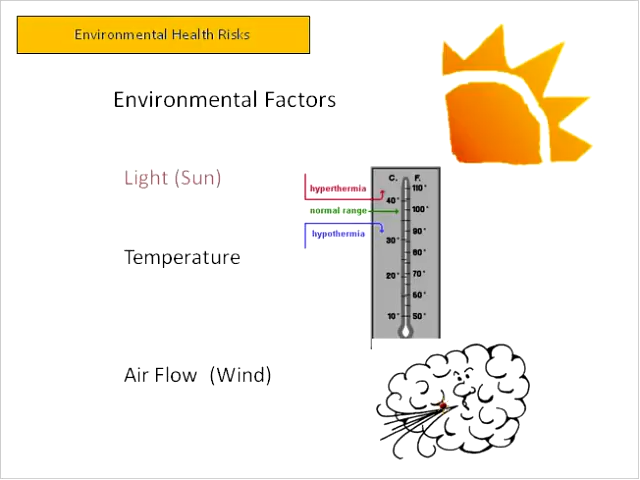 Environmental Health Risks
Environmental Factors
Light (Sun)
C. F.
hyperthermia
110°
40°
normal range
100°
hypothermia
90°
30°
80°
Temperature
20° 70°
60°
10° 50°
Air Flow (Wind)